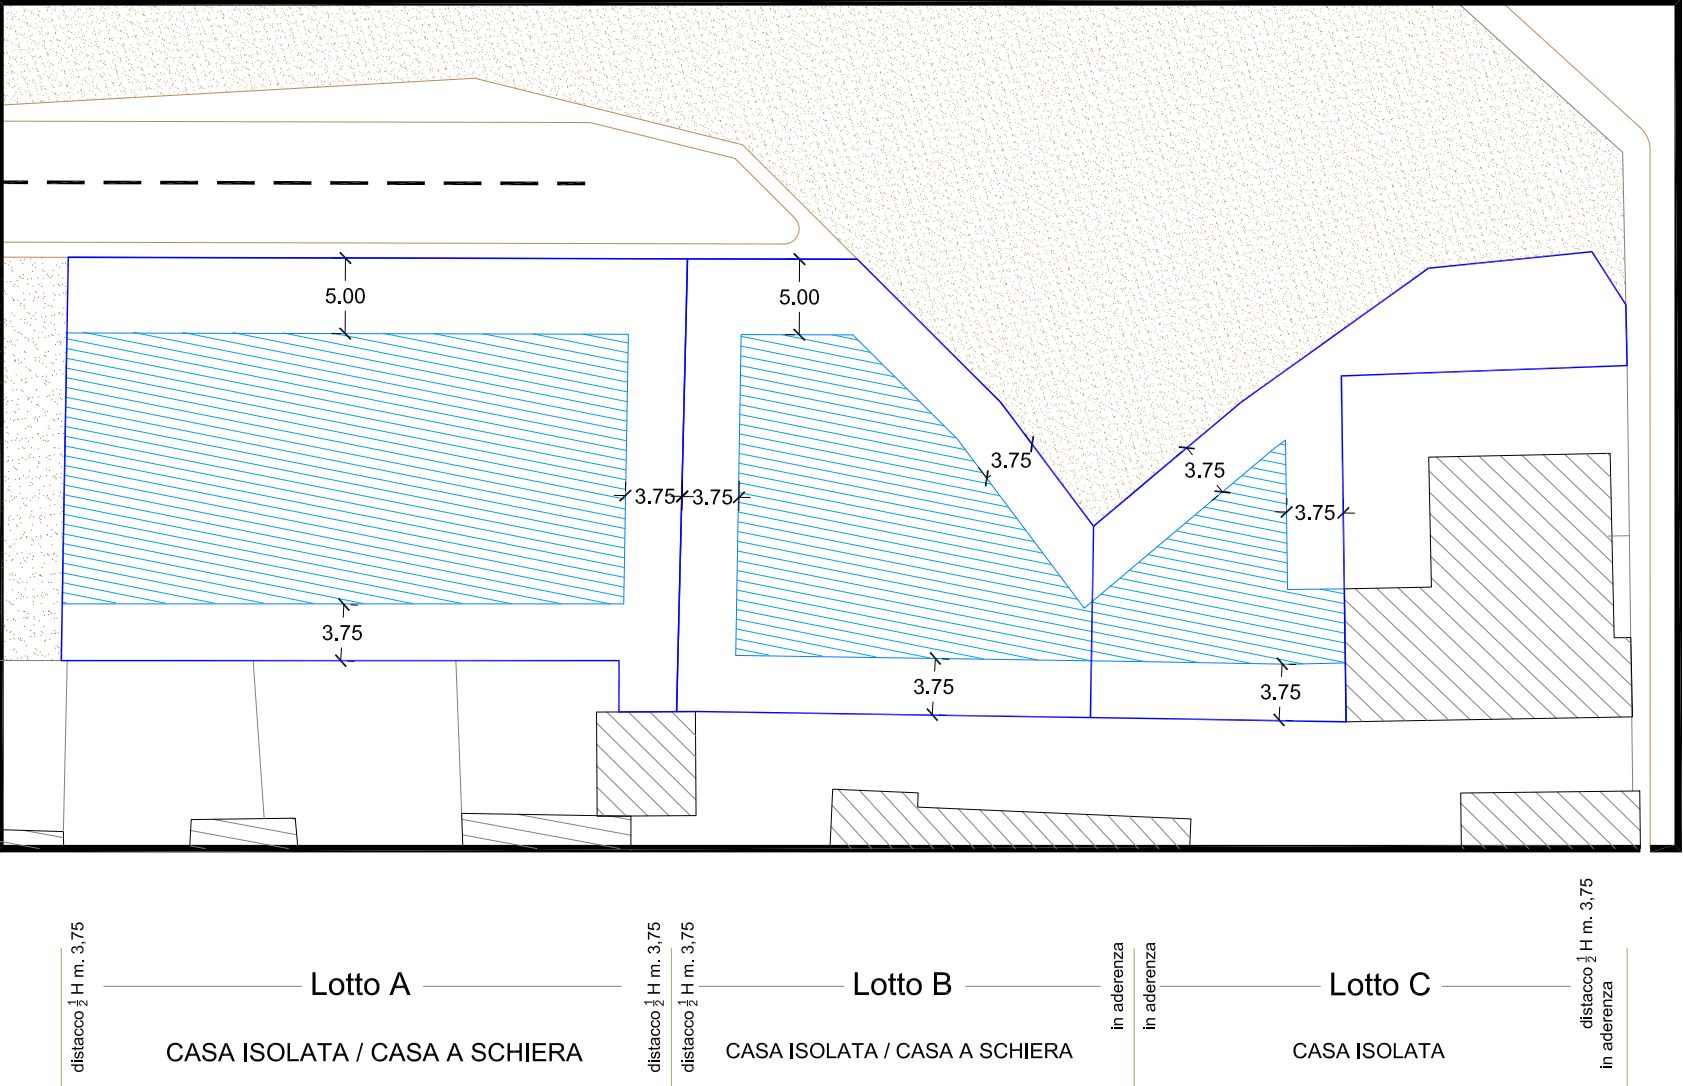 5.00
5.00
3.75
3.75
3.75
3.75
3.75
3.75
3.75
3.75
distacco 1/2 H m. 3,75
Lotto A
CASA ISOLATA / CASA A SCHIERA
distacco 1/2 H m. 3,75
distacco 1/2 H m. 3,75
Lotto B
CASA ISOLATA / CASA A SCHIERA
in aderenza
in aderenza
Lotto C
CASA ISOLATA
distacco 1/2 H m. 3,75
in aderenza